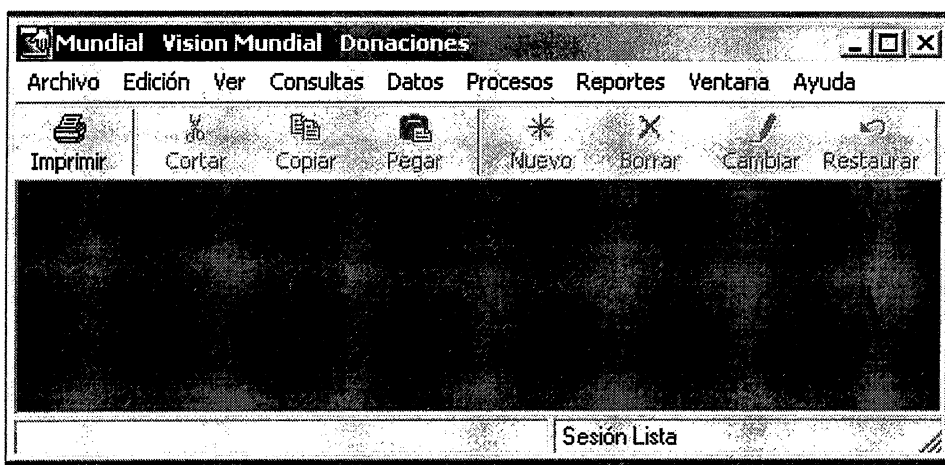 Mundial Vision Mundial Donaciones
Archivo Edición Ver Consultas Datos Procesos Reportes Ventana Ayuda
Imprimir Cortar Copiar Pegar Nuevo Borrar Cambiar Restaurar
Sesión Lista